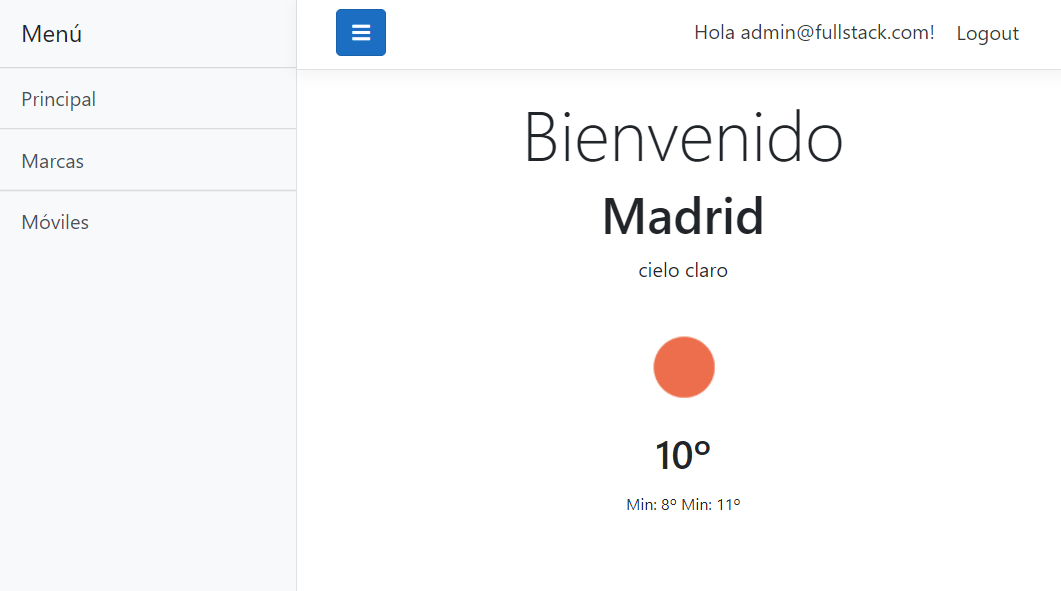 Menú
Hola admin@fullstack.com! Logout
Principal
Marcas
Móviles
Bienvenido
Madrid
cielo claro
10º
Min: 8º Min: 11º